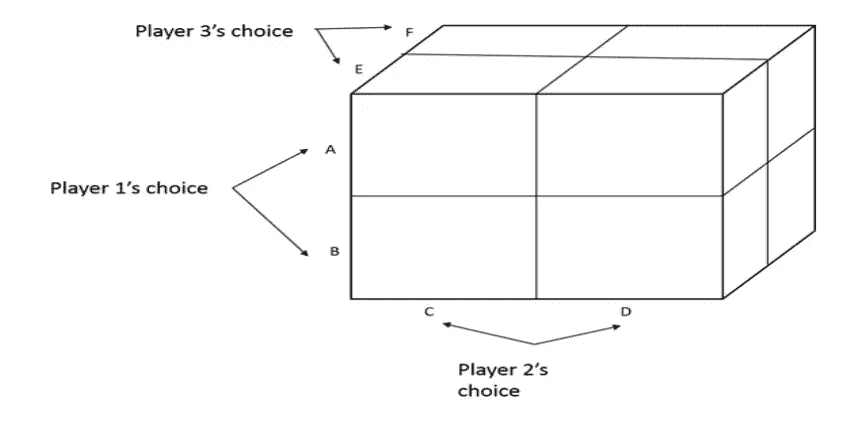 Player 3’s choice
F
E
A
Player 1’s choice
B
C
D
Player 2’s
choice